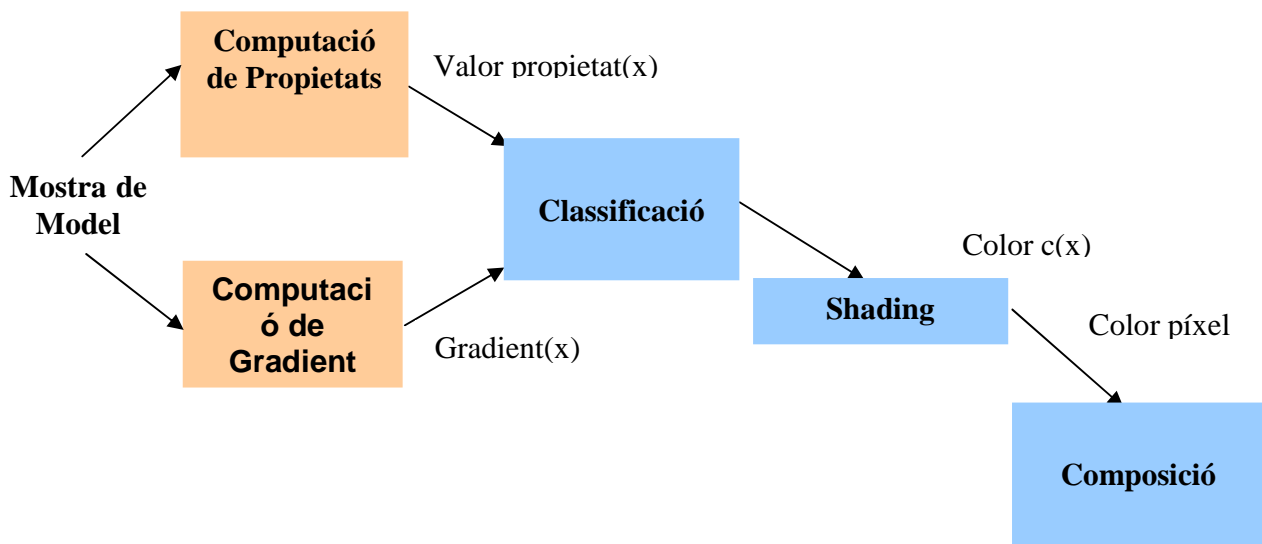 Computació
de Propietats
Valor propietat(x)
Mostra de
Model
Classificació
Computaci
ó de
Gradient
Gradient(x)
Color c(x)
Shading
Color píxel
Composició